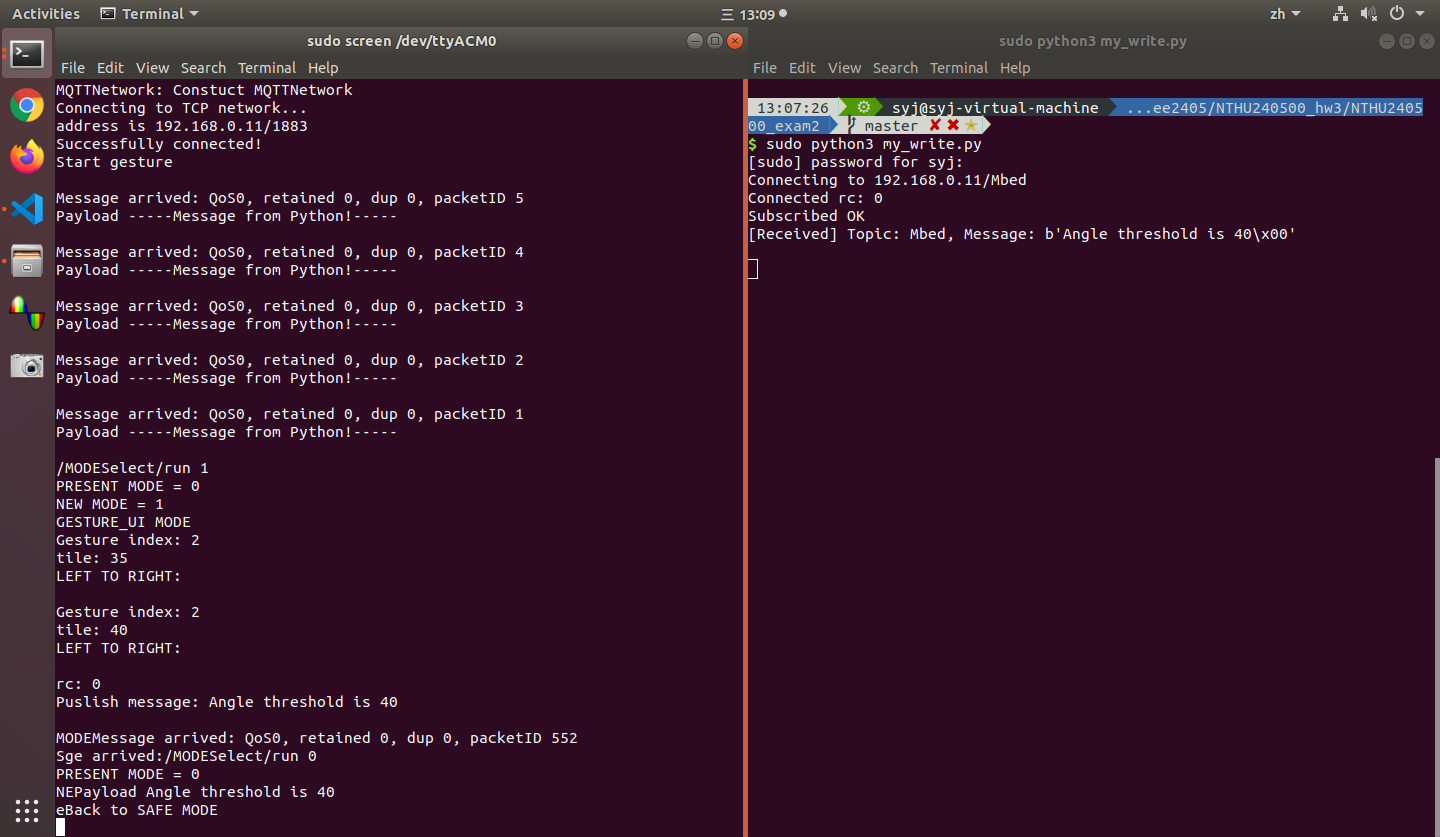 Activities Terminal 三 13:09 zh
sudo screen /dev/ttyACM0
File Edit View Search Terminal Help
MQTTNetwork: Constuct MQTTNetwork
Connecting to TCP network...
address is 192.168.0.11/1883
Successfully connected!
Start gesture
Message arrived: QoS0, retained 0, dup 0, packetID 5
Payload -----Message from Python!-----
Message arrived: QoS0, retained 0, dup 0, packetID 4
Payload -----Message from Python!-----
Message arrived: QoS0, retained 0, dup 0, packetID 3
Payload -----Message from Python!-----
Message arrived: QoS0, retained 0, dup 0, packetID 2
Payload -----Message from Python!-----
Message arrived: QoS0, retained 0, dup 0, packetID 1
Payload -----Message from Python!-----
/MODESelect/run 1
PRESENT MODE = 0
NEW MODE = 1
GESTURE_UI MODE
Gesture index: 2
tile: 35
LEFT TO RIGHT:
Gesture index: 2
tile: 40
LEFT TO RIGHT:
rc: 0
Puslish message: Angle threshold is 40
MODEMessage arrived: QoS0, retained 0, dup 0, packetID 552
Sge arrived:/MODESelect/run 0
PRESENT MODE = 0
NEPayload Angle threshold is 40
eBack to SAFE MODE
sudo python3 my_write.py
File Edit View Search Terminal Help
13:07:26 syj@syj-virtual-machine ...ee2405/NTHU240500_hw3/NTHU2405
00_exam2 master ✘ ✖
$ sudo python3 my_write.py
[sudo] password for syj:
Connecting to 192.168.0.11/Mbed
Connected rc: 0
Subscribed OK
[Received] Topic: Mbed, Message: b'Angle threshold is 40\x00'